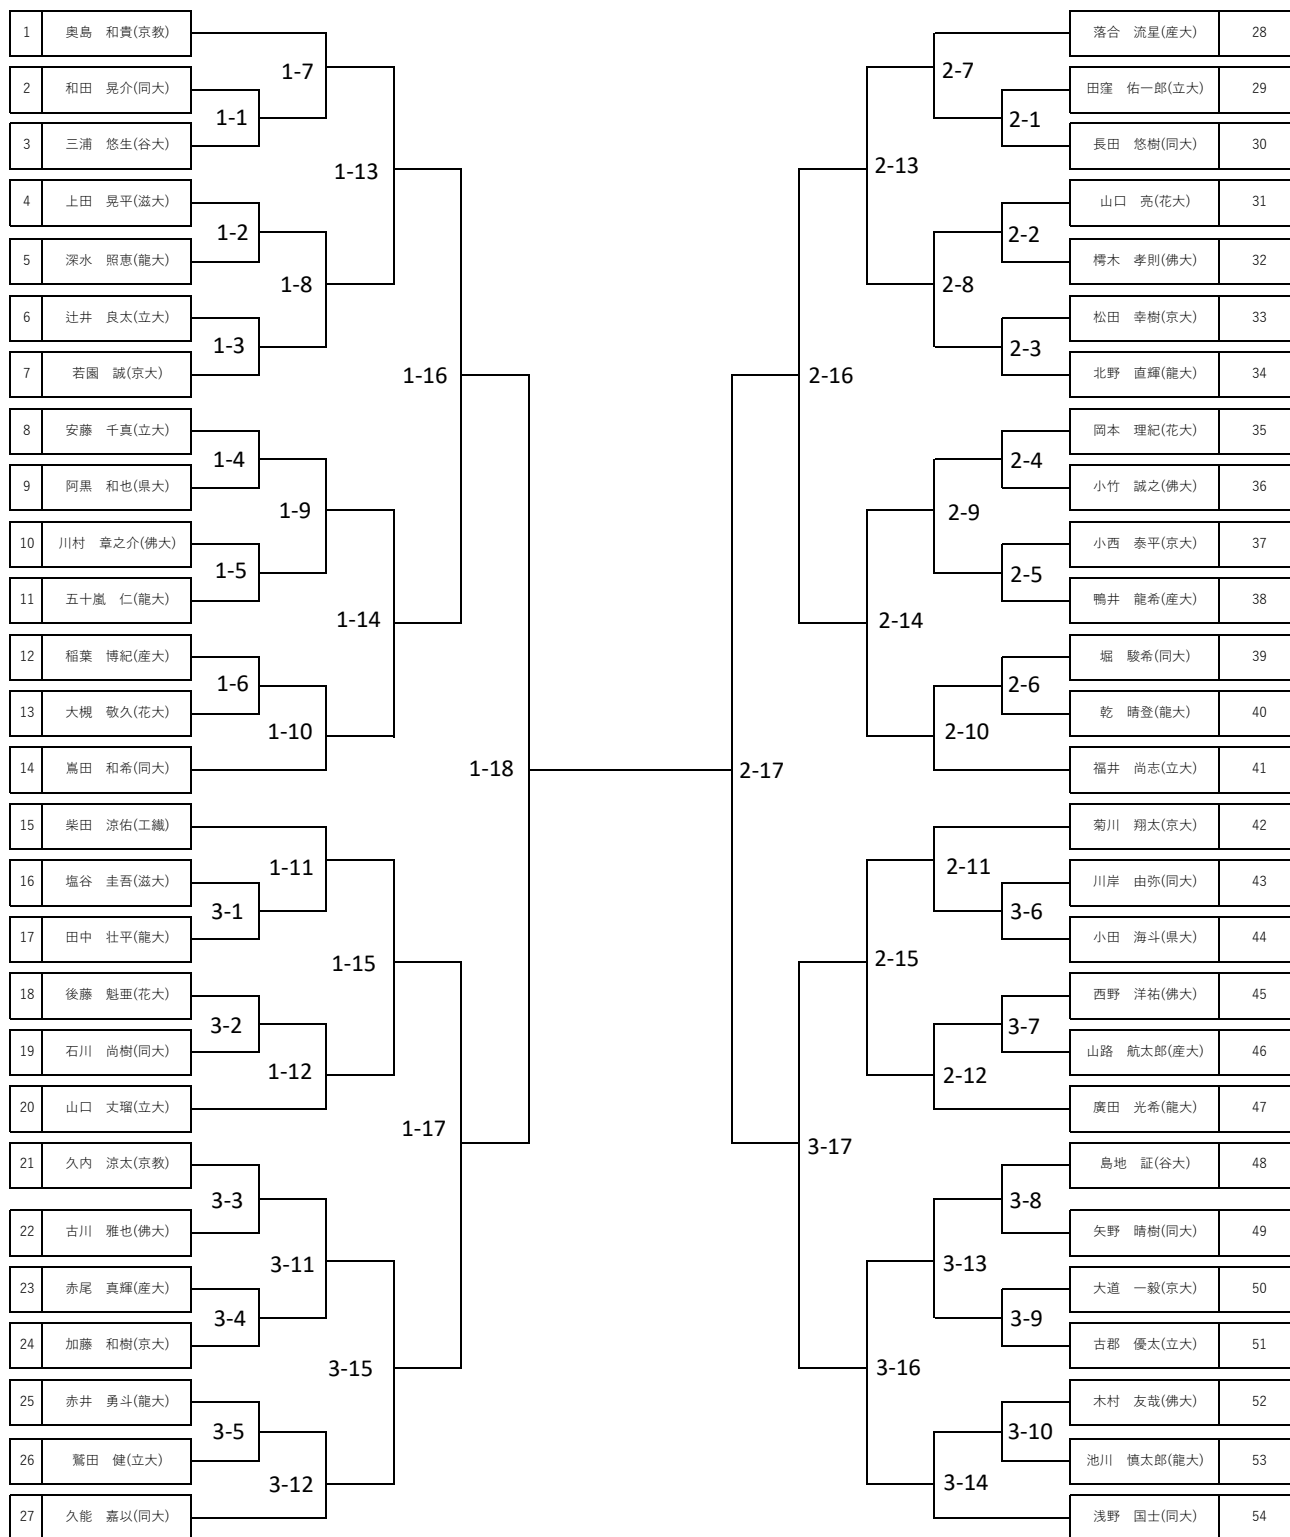 1 奥島　和貴(京教)
2 和田　晃介(同大)
3 三浦　悠生(谷大)
4 上田　晃平(滋大)
5 深水　照恵(龍大)
6 辻井　良太(立大)
7 若園　誠(京大)
8 安藤　千真(立大)
9 阿黒　和也(県大)
10 川村　章之介(佛大)
11 五十嵐　仁(龍大)
12 稲葉　博紀(産大)
13 大槻　敬久(花大)
14 嶌田　和希(同大)
15 柴田　涼佑(工繊)
16 塩谷　圭吾(滋大)
17 田中　壮平(龍大)
18 後藤　魁亜(花大)
19 石川　尚樹(同大)
20 山口　丈瑠(立大)
21 久内　涼太(京教)
22 古川　雅也(佛大)
23 赤尾　真輝(産大)
24 加藤　和樹(京大)
25 赤井　勇斗(龍大)
26 鷲田　健(立大)
27 久能　嘉以(同大)
1-1
1-2
1-3
1-4
1-5
1-6
3-1
3-2
3-3
3-4
3-5
1-7
1-8
1-9
1-10
1-11
1-12
3-11
3-12
1-13
1-14
1-15
3-15
1-16
1-17
1-18
2-17
2-16
3-17
2-13
2-14
2-15
3-16
2-7
2-8
2-9
2-10
2-11
2-12
3-13
3-14
2-1
2-2
2-3
2-4
2-5
2-6
3-6
3-7
3-8
3-9
3-10
落合　流星(産大) 28
田窪　佑一郎(立大) 29
長田　悠樹(同大) 30
山口　亮(花大) 31
樗木　孝則(佛大) 32
松田　幸樹(京大) 33
北野　直輝(龍大) 34
岡本　理紀(花大) 35
小竹　誠之(佛大) 36
小西　泰平(京大) 37
鴨井　龍希(産大) 38
堀　駿希(同大) 39
乾　晴登(龍大) 40
福井　尚志(立大) 41
菊川　翔太(京大) 42
川岸　由弥(同大) 43
小田　海斗(県大) 44
西野　洋祐(佛大) 45
山路　航太郎(産大) 46
廣田　光希(龍大) 47
島地　証(谷大) 48
矢野　晴樹(同大) 49
大道　一毅(京大) 50
古郡　優太(立大) 51
木村　友哉(佛大) 52
池川　慎太郎(龍大) 53
浅野　国士(同大) 54